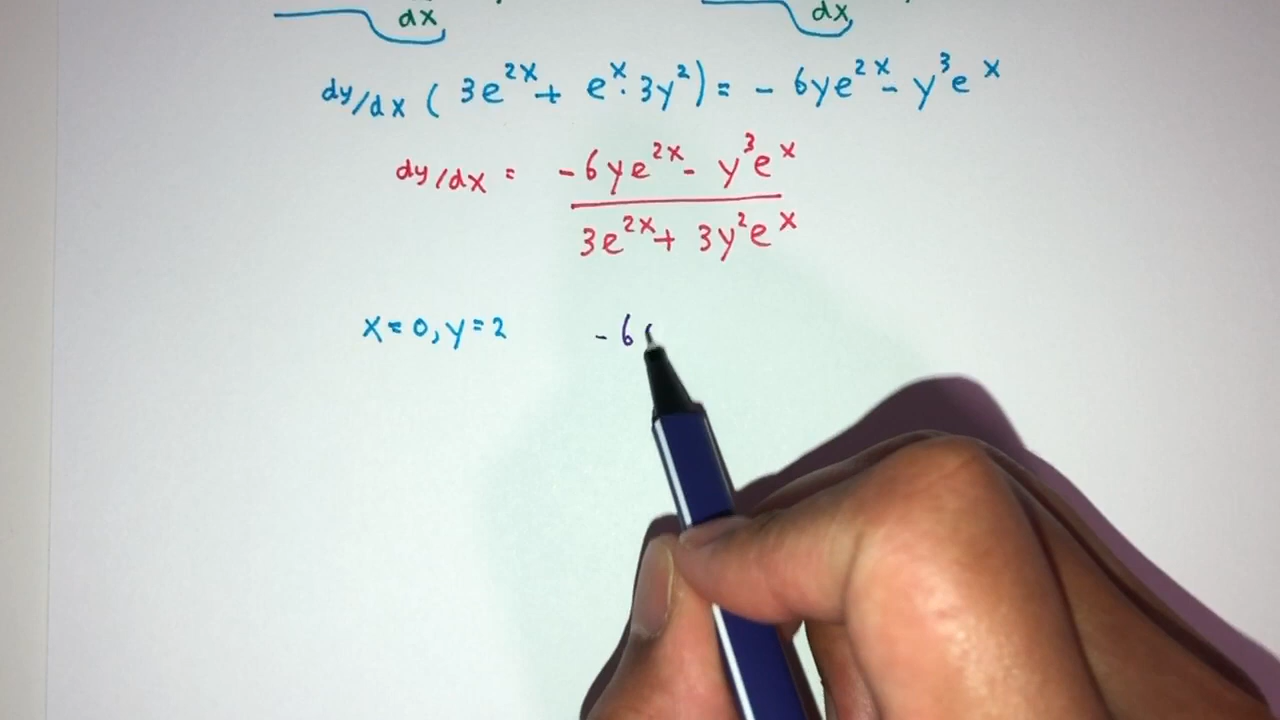 dx dx
dy/dx ( 3e^2x + e^x · 3y^2 ) = - 6ye^2x - y^3e^x
dy/dx = -6ye^2x - y^3e^x
3e^2x + 3y^2e^x
x = 0, y = 2 - 6(